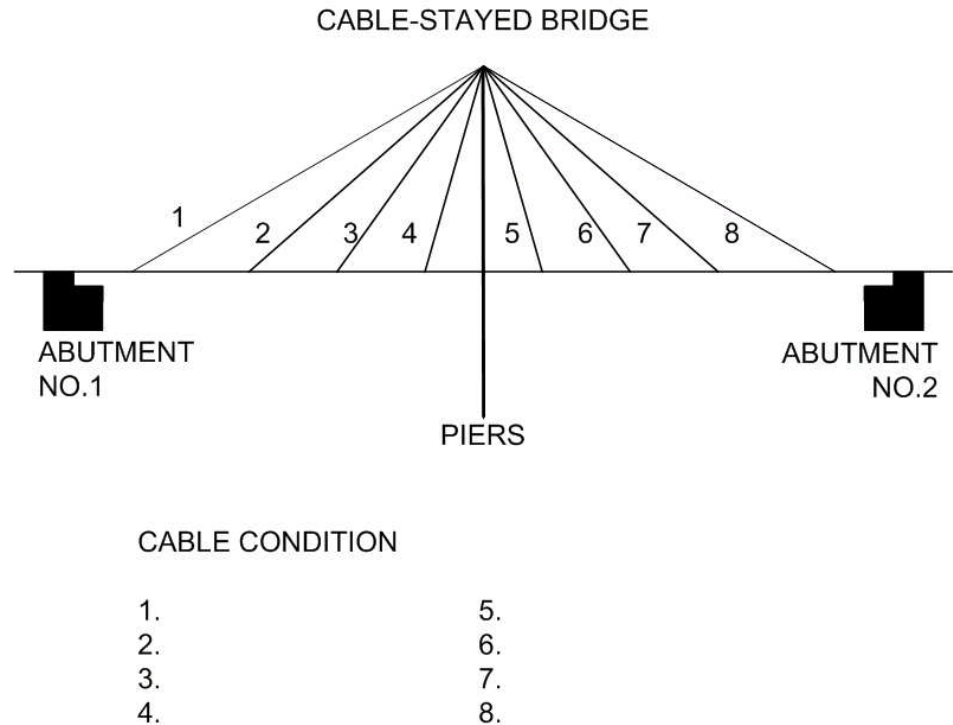 CABLE-STAYED BRIDGE
1
2
3
4
5
6
7
8
ABUTMENT
NO.1
ABUTMENT
NO.2
PIERS
CABLE CONDITION
1.
2.
3.
4.
5.
6.
7.
8.